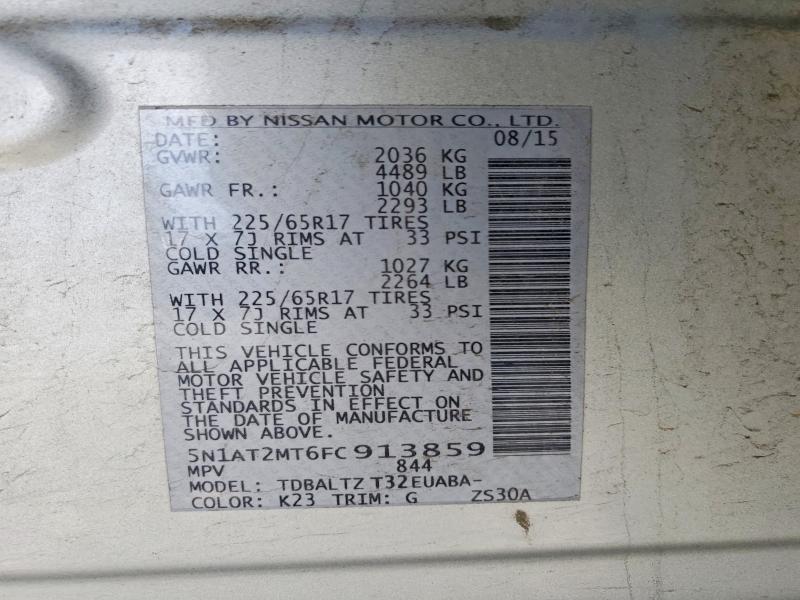 MFD BY NISSAN MOTOR CO., LTD.
DATE: 08/15
GVWR: 2036 KG
4489 LB
GAWR FR.: 1040 KG
2293 LB
WITH 225/65R17 TIRES
17 X 7J RIMS AT 33 PSI
COLD SINGLE
GAWR RR.: 1027 KG
2264 LB
WITH 225/65R17 TIRES
17 X 7J RIMS AT 33 PSI
COLD SINGLE
THIS VEHICLE CONFORMS TO
ALL APPLICABLE FEDERAL
MOTOR VEHICLE SAFETY AND
THEFT PREVENTION
STANDARDS IN EFFECT ON
THE DATE OF MANUFACTURE
SHOWN ABOVE.
5N1AT2MT6FC913859
MPV 844
MODEL: TDBALTZ T32EUABA-
COLOR: K23 TRIM: G ZS30A